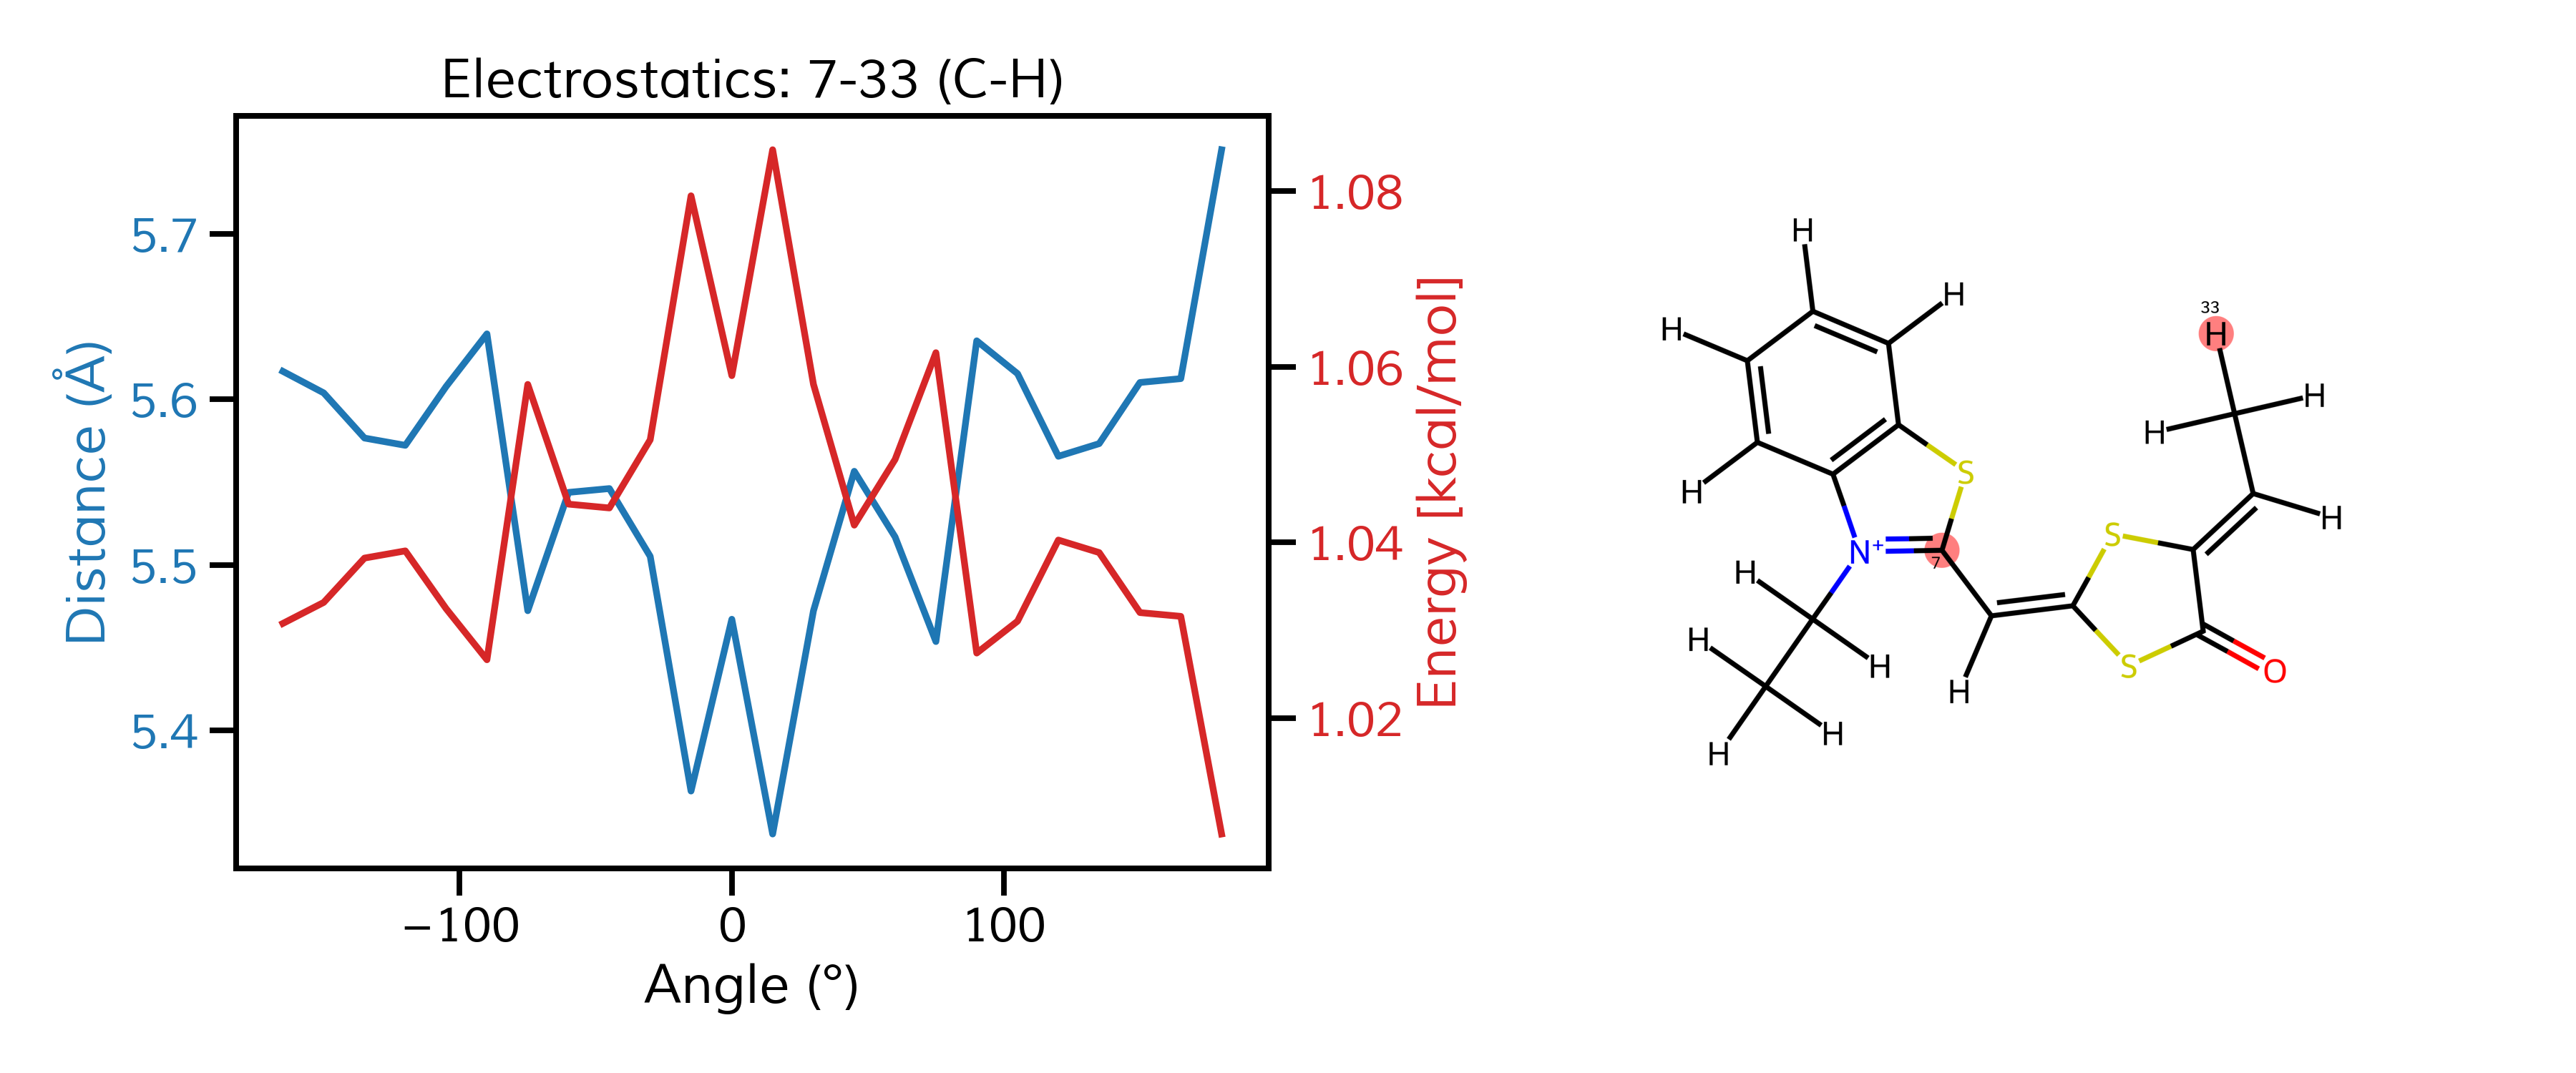 Electrostatics: 7-33 (C-H)
Distance (Å)
5.7
5.6
5.5
5.4
1.08
1.06
1.04
1.02
Energy [kcal/mol]
−100 0 100
Angle (°)
H
H
H
33
H
H
H
S
H
H
S
N+
7
H
H
S
O
H
H
H
H
H